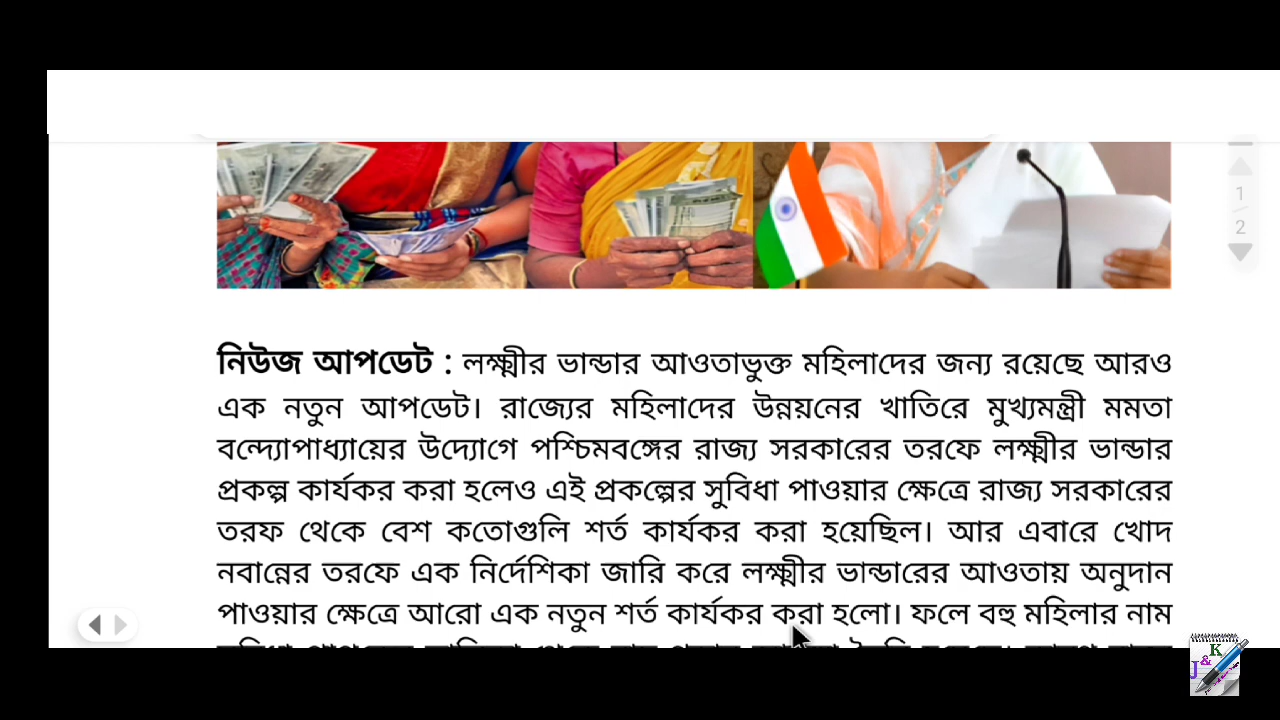 1
2
নিউজ আপডেট : লক্ষ্মীর ভান্ডার আওতাভুক্ত মহিলাদের জন্য রয়েছে আরও
এক নতুন আপডেট। রাজ্যের মহিলাদের উন্নয়নের খাতিরে মুখ্যমন্ত্রী মমতা
বন্দ্যোপাধ্যায়ের উদ্যোগে পশ্চিমবঙ্গের রাজ্য সরকারের তরফে লক্ষ্মীর ভান্ডার
প্রকল্প কার্যকর করা হলেও এই প্রকল্পের সুবিধা পাওয়ার ক্ষেত্রে রাজ্য সরকারের
তরফ থেকে বেশ কতোগুলি শর্ত কার্যকর করা হয়েছিল। আর এবারে খোদ
নবান্নের তরফে এক নির্দেশিকা জারি করে লক্ষ্মীর ভান্ডারের আওতায় অনুদান
পাওয়ার ক্ষেত্রে আরো এক নতুন শর্ত কার্যকর করা হলো। ফলে বহু মহিলার নাম
J&K